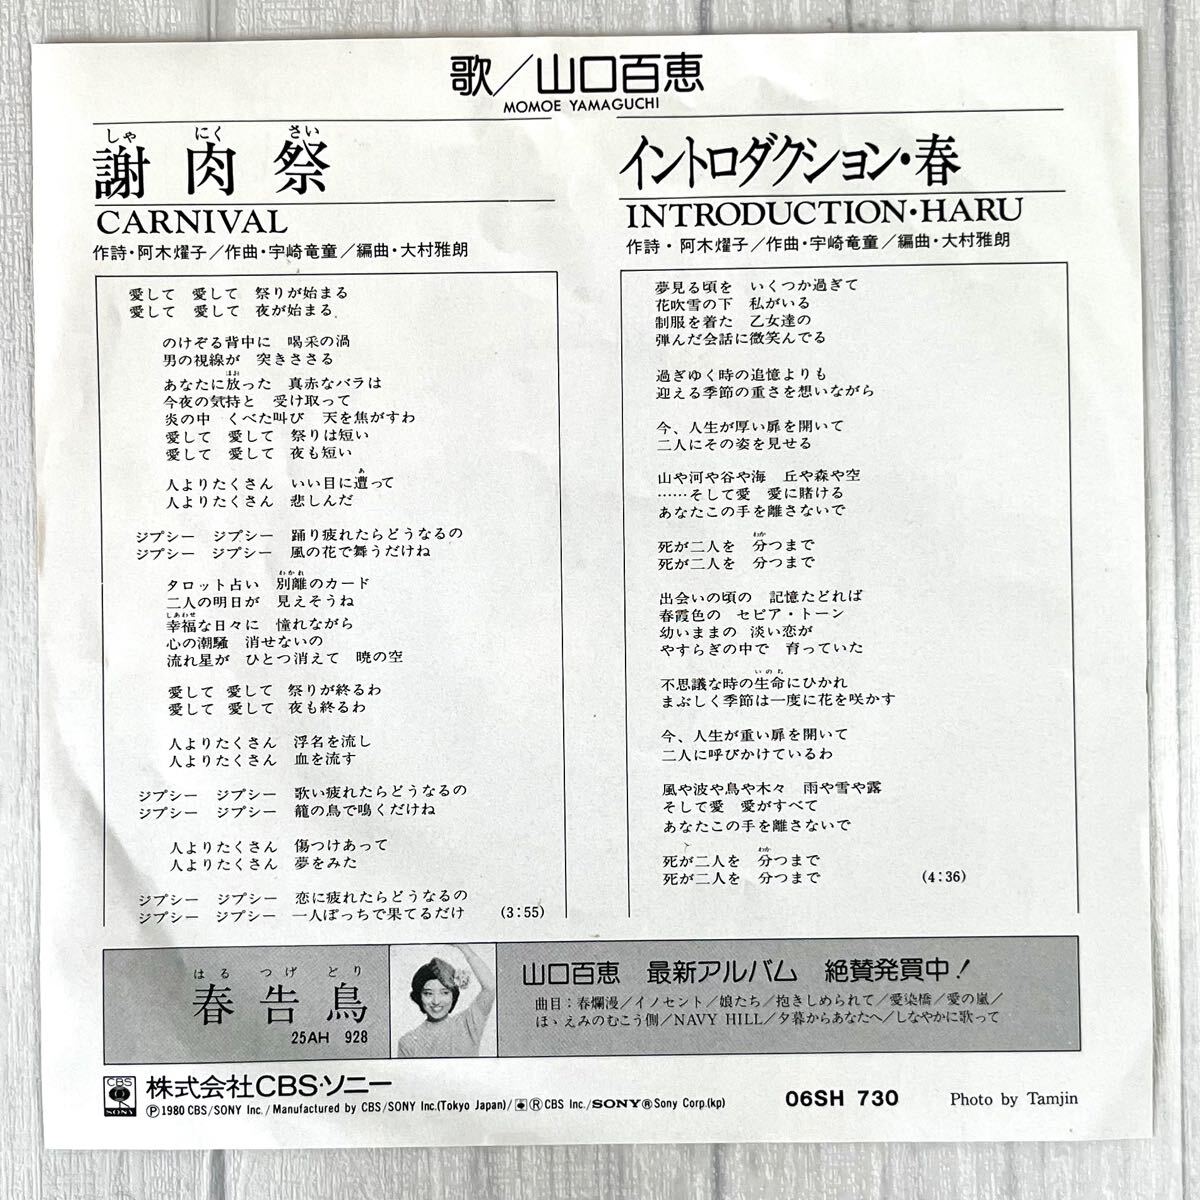 歌／山口百恵
MOMOE YAMAGUCHI
しゃ にく さい
謝肉祭
CARNIVAL
作詩・阿木燿子／作曲・宇崎竜童／編曲・大村雅朗
愛して 愛して 祭りが始まる
愛して 愛して 夜が始まる
のけぞる背中に 喝采の渦
男の視線が 突きささる
はお
あなたに放った 真赤なバラは
今夜の気持と 受け取って
炎の中 くべた叫び 天を焦がすわ
愛して 愛して 祭りは短い
愛して 愛して 夜も短い
あ
人よりたくさん いい目に遭って
人よりたくさん 悲しんだ
ジプシー ジプシー 踊り疲れたらどうなるの
ジプシー ジプシー 風の花で舞うだけね
わかれ
タロット占い 別離のカード
二人の明日が 見えそうね
しあわせ
幸福な日々に 憧れながら
心の潮騒 消せないの
流れ星が ひとつ消えて 暁の空
愛して 愛して 祭りが終るわ
愛して 愛して 夜も終るわ
人よりたくさん 浮名を流し
人よりたくさん 血を流す
ジプシー ジプシー 歌い疲れたらどうなるの
ジプシー ジプシー 籠の鳥で鳴くだけね
人よりたくさん 傷つけあって
人よりたくさん 夢をみた
ジプシー ジプシー 恋に疲れたらどうなるの
ジプシー ジプシー 一人ぼっちで果てるだけ (3:55)
イントロダクション・春
INTRODUCTION・HARU
作詩・阿木燿子／作曲・宇崎竜童／編曲・大村雅朗
夢見る頃を いくつか過ぎて
花吹雪の下 私がいる
制服を着た 乙女達の
弾んだ会話に微笑んでる
過ぎゆく時の追憶よりも
迎える季節の重さを想いながら
今、人生が厚い扉を開いて
二人にその姿を見せる
山や河や谷や海 丘や森や空
……そして愛 愛に賭ける
あなたこの手を離さないで
わか
死が二人を 分つまで
死が二人を 分つまで
出会いの頃の 記憶たどれば
春霞色の セピア・トーン
幼いままの 淡い恋が
やすらぎの中で 育っていた
いのち
不思議な時の生命にひかれ
まぶしく季節は一度に花を咲かす
今、人生が重い扉を開いて
二人に呼びかけているわ
風や波や鳥や木々 雨や雪や露
そして愛 愛がすべて
あなたこの手を離さないで
わか
死が二人を 分つまで
死が二人を 分つまで (4:36)
はる つげ どり
春告鳥
25AH 928
山口百恵 最新アルバム 絶賛発買中！
曲目：春爛漫／イノセント／娘たち／抱きしめられて／愛染橋／愛の嵐／
ほゝえみのむこう側／NAVY HILL／夕暮からあなたへ／しなやかに歌って
CBS
SONY
株式会社CBS・ソニー
Ⓟ1980 CBS/SONY Inc./Manufactured by CBS/SONY Inc.(Tokyo Japan)/ⓇCBS Inc./SONYⓇSony Corp.(kp)
06SH 730
Photo by Tamjin